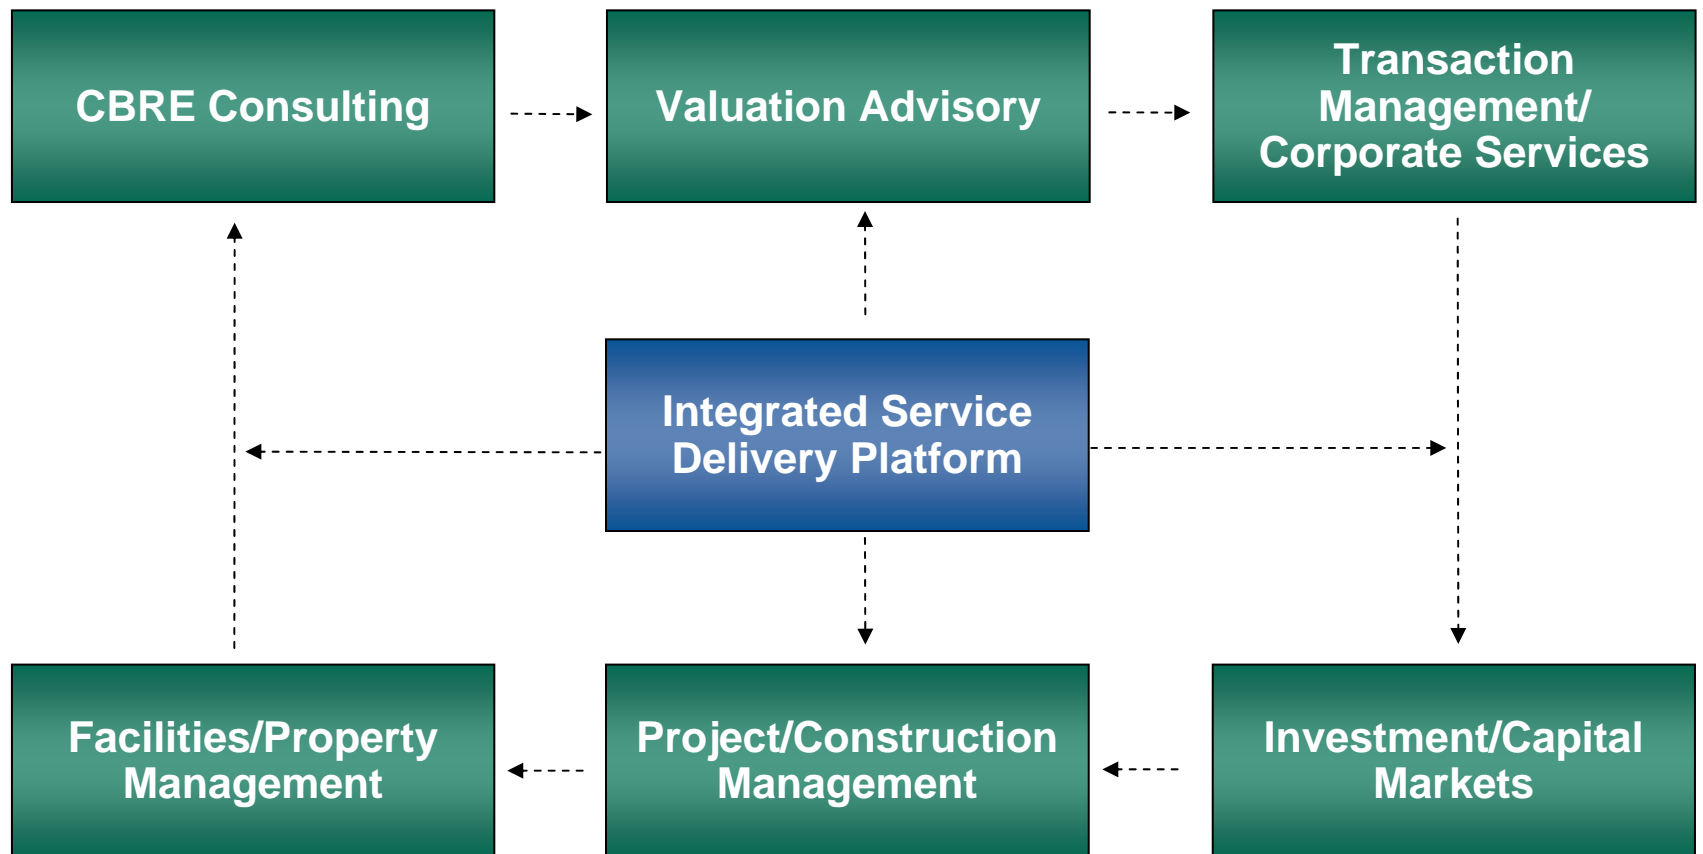 CBRE Consulting
Valuation Advisory
Transaction
Management/
Corporate Services
Integrated Service
Delivery Platform
Facilities/Property
Management
Project/Construction
Management
Investment/Capital
Markets